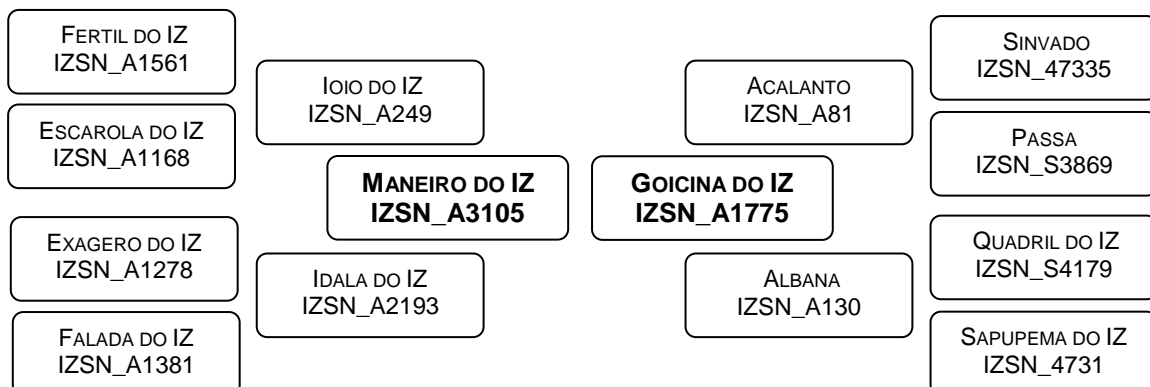 FERTIL DO IZ
IZSN_A1561
ESCAROLA DO IZ
IZSN_A1168
EXAGERO DO IZ
IZSN_A1278
FALADA DO IZ
IZSN_A1381
IOIO DO IZ
IZSN_A249
IDALA DO IZ
IZSN_A2193
MANEIRO DO IZ
IZSN_A3105
GOICINA DO IZ
IZSN_A1775
ACALANTO
IZSN_A81
ALBANA
IZSN_A130
SINVADO
IZSN_47335
PASSA
IZSN_S3869
QUADRIL DO IZ
IZSN_S4179
SAPUPEMA DO IZ
IZSN_4731